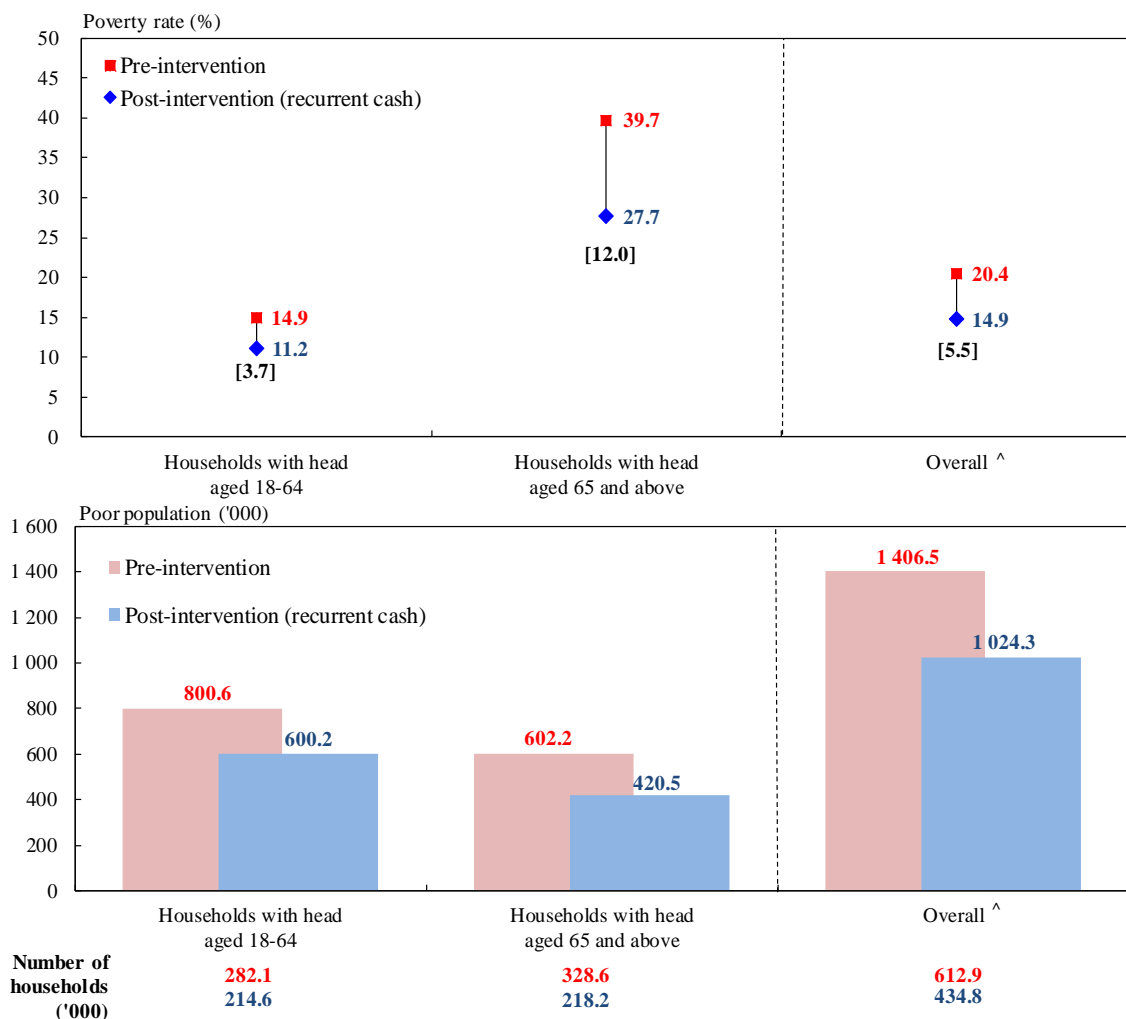 Poverty rate (%)
50
45
40
35
30
25
20
15
10
5
0
Pre-intervention
Post-intervention (recurrent cash)
14.9
11.2
[3.7]
39.7
27.7
[12.0]
20.4
14.9
[5.5]
Households with head
aged 18-64
Households with head
aged 65 and above
Overall ^
Poor population ('000)
1 600
1 400
1 200
1 000
800
600
400
200
0
Pre-intervention
Post-intervention (recurrent cash)
800.6
600.2
602.2
420.5
1 406.5
1 024.3
Households with head
aged 18-64
Households with head
aged 65 and above
Overall ^
Number of
households
('000)
282.1 328.6 612.9
214.6 218.2 434.8